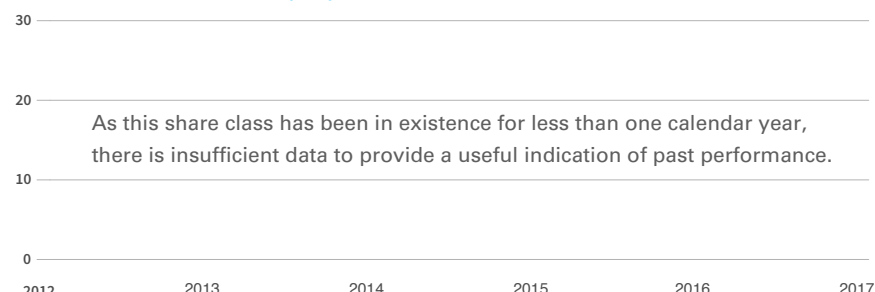 30
20
As this share class has been in existence for less than one calendar year,
there is insufficient data to provide a useful indication of past performance.
10
0
2012 2013 2014 2015 2016 2017